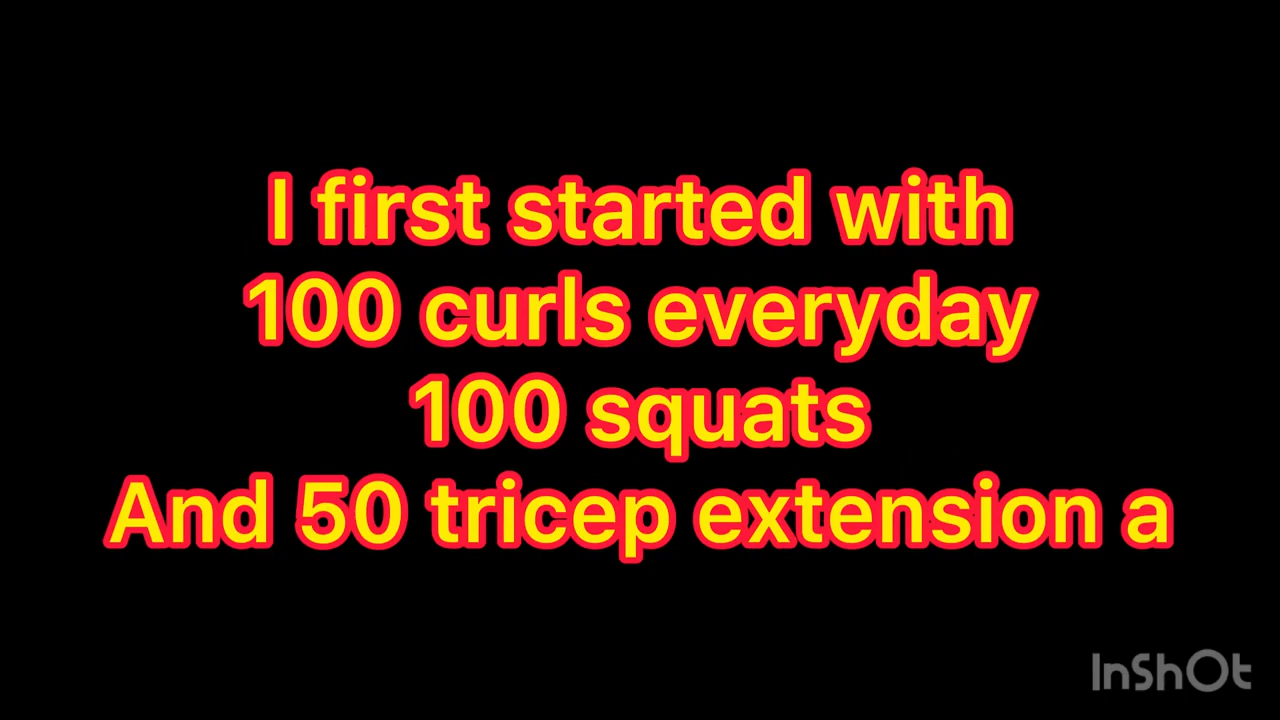 I first started with
100 curls everyday
100 squats
And 50 tricep extension a
InShOt